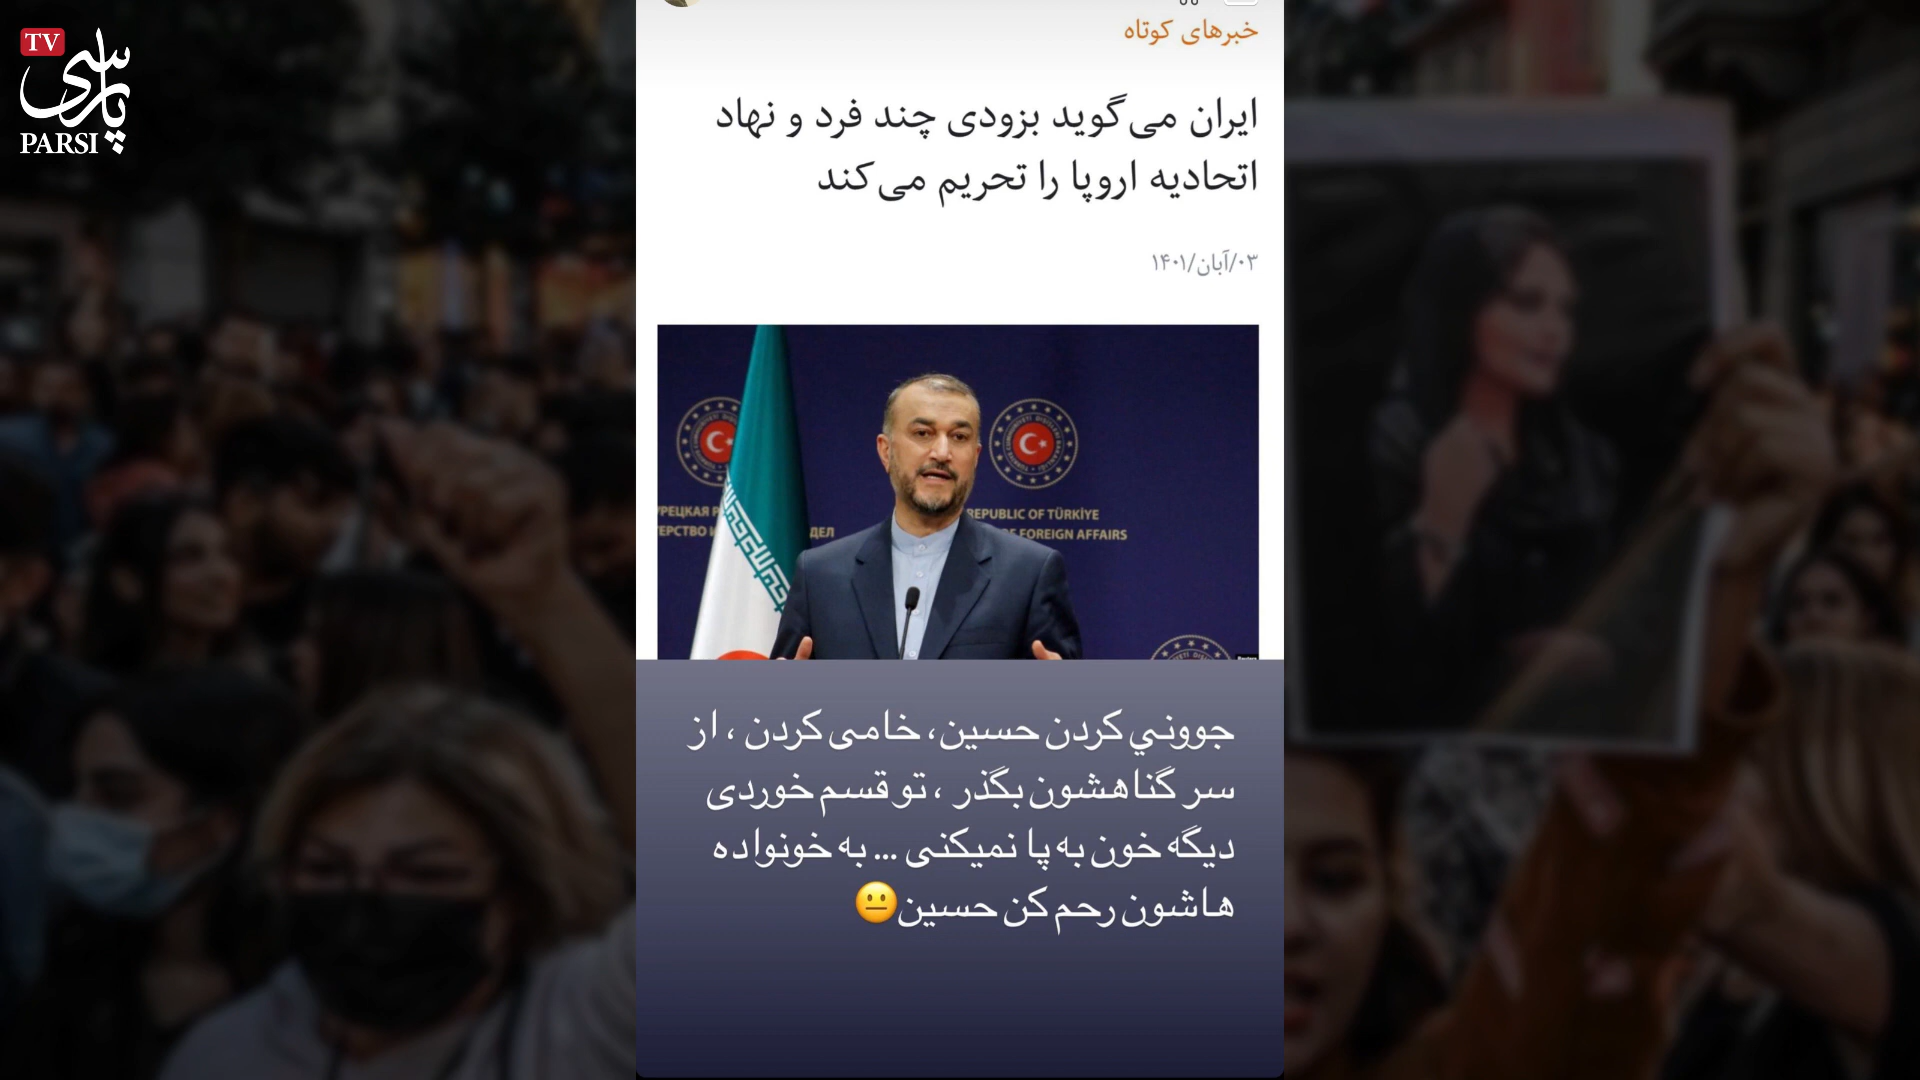 TV
پارسی
PARSI
خبرهای کوتاه
ایران می‌گوید بزودی چند فرد و نهاد
اتحادیه اروپا را تحریم می‌کند
۰۳/آبان/۱۴۰۱
REPUBLIC OF TÜRKİYE
FOREIGN AFFAIRS
جووني کردن حسین، خامی کردن ، از
سر گناهشون بگذر ، تو قسم خوردی
دیگه خون به پا نمیکنی ... به خونواده
هاشون رحم کن حسین😐